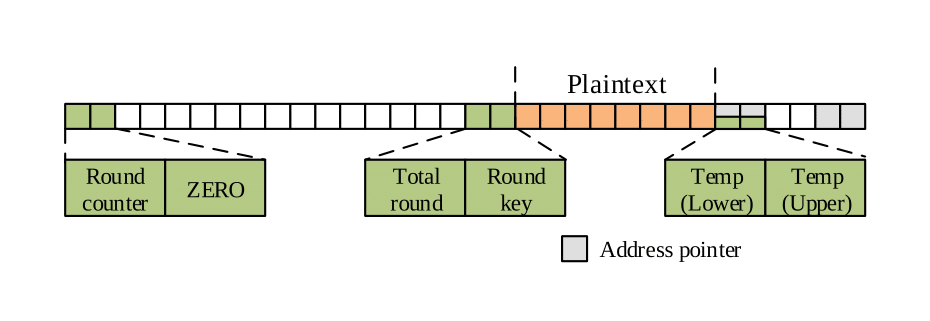 Plaintext
Round
counter
ZERO
Total
round
Round
key
Temp
(Lower)
Temp
(Upper)
Address pointer